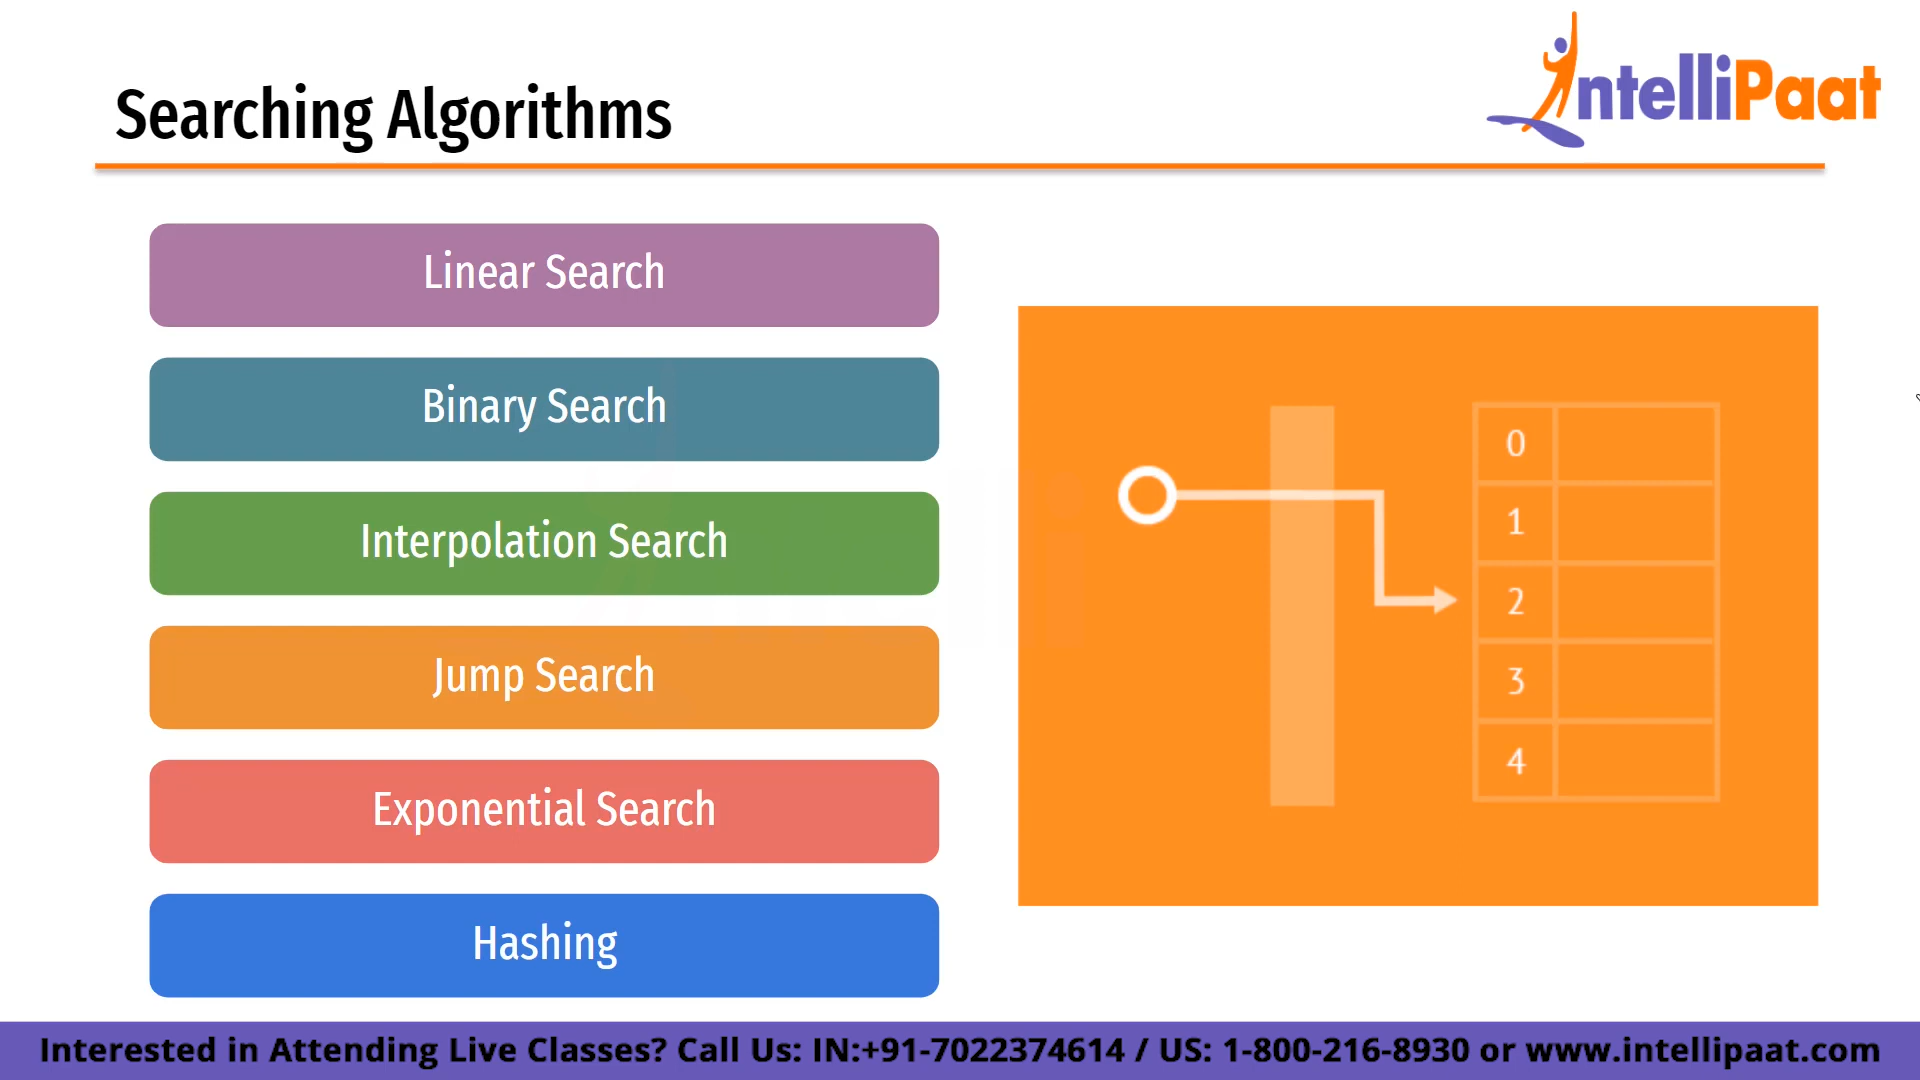 IntelliPaat
Searching Algorithms
Linear Search
Binary Search
Interpolation Search
Jump Search
Exponential Search
Hashing
0
1
2
3
4
Interested in Attending Live Classes? Call Us: IN:+91-7022374614 / US: 1-800-216-8930 or www.intellipaat.com